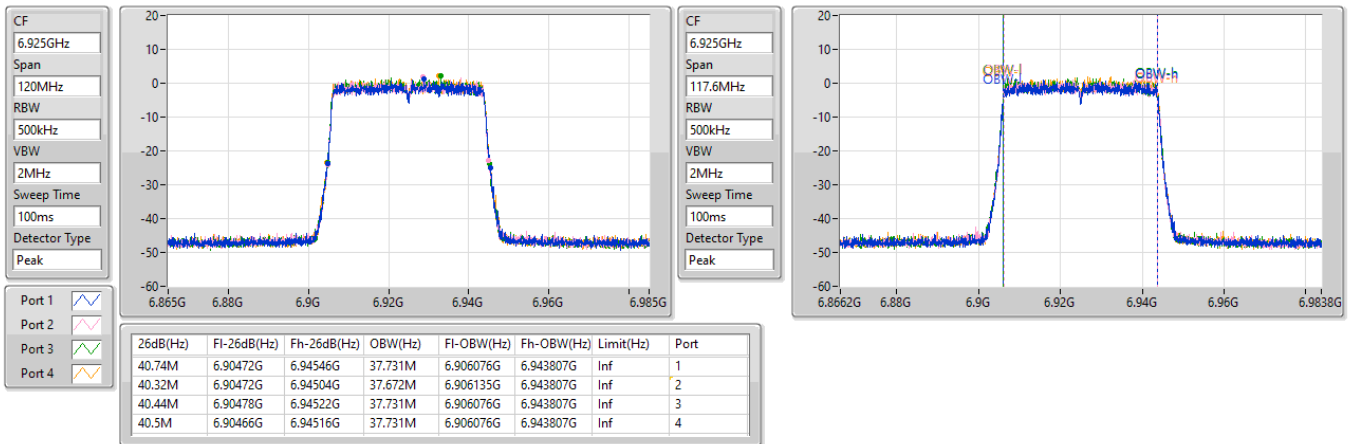 CF
6.925GHz
Span
120MHz
RBW
500kHz
VBW
2MHz
Sweep Time
100ms
Detector Type
Peak
20
10
0
-10
-20
-30
-40
-50
-60
6.865G 6.88G 6.9G 6.92G 6.94G 6.96G 6.985G
CF
6.925GHz
Span
117.6MHz
RBW
500kHz
VBW
2MHz
Sweep Time
100ms
Detector Type
Peak
20
10
0
-10
-20
-30
-40
-50
-60
OBW-l
OBW-h
6.8662G 6.88G 6.9G 6.92G 6.94G 6.96G 6.9838G
Port 1
Port 2
Port 3
Port 4
26dB(Hz) Fl-26dB(Hz) Fh-26dB(Hz) OBW(Hz) Fl-OBW(Hz) Fh-OBW(Hz) Limit(Hz) Port
40.74M 6.90472G 6.94546G 37.731M 6.906076G 6.943807G Inf 1
40.32M 6.90472G 6.94504G 37.672M 6.906135G 6.943807G Inf 2
40.44M 6.90478G 6.94522G 37.731M 6.906076G 6.943807G Inf 3
40.5M 6.90466G 6.94516G 37.731M 6.906076G 6.943807G Inf 4